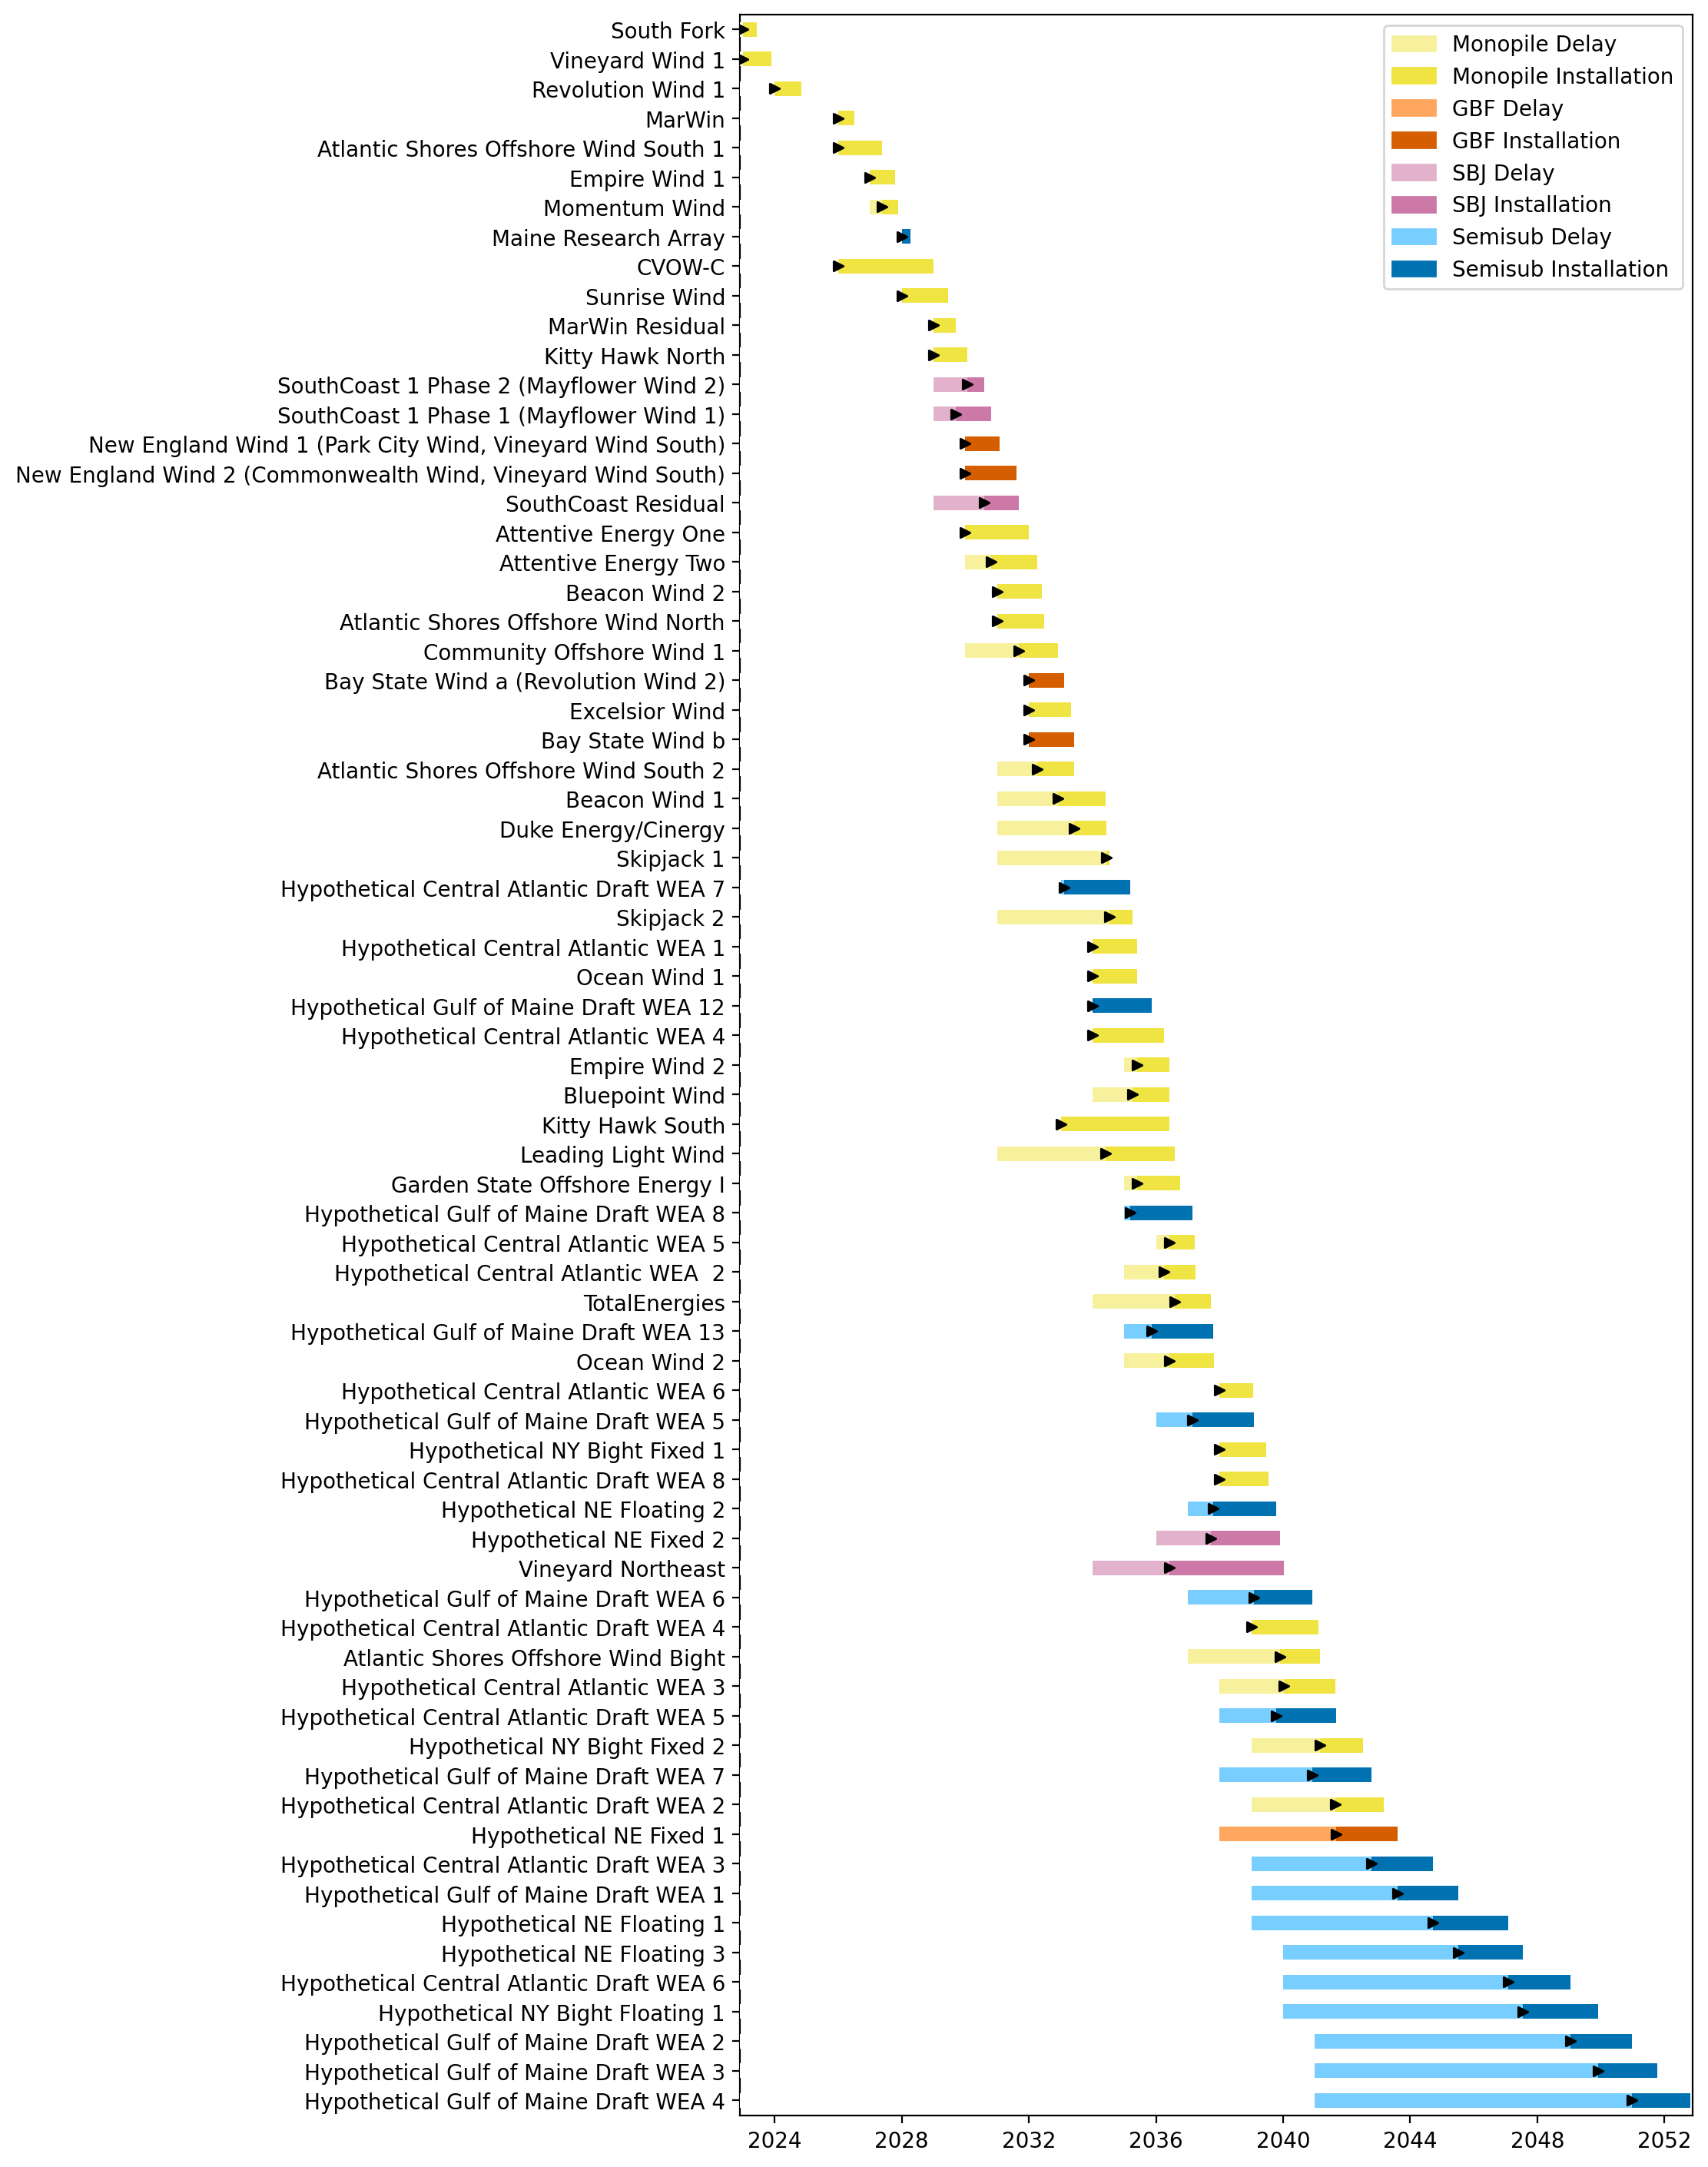 South Fork
Vineyard Wind 1
Revolution Wind 1
MarWin
Atlantic Shores Offshore Wind South 1
Empire Wind 1
Momentum Wind
Maine Research Array
CVOW-C
Sunrise Wind
MarWin Residual
Kitty Hawk North
SouthCoast 1 Phase 2 (Mayflower Wind 2)
SouthCoast 1 Phase 1 (Mayflower Wind 1)
New England Wind 1 (Park City Wind, Vineyard Wind South)
New England Wind 2 (Commonwealth Wind, Vineyard Wind South)
SouthCoast Residual
Attentive Energy One
Attentive Energy Two
Beacon Wind 2
Atlantic Shores Offshore Wind North
Community Offshore Wind 1
Bay State Wind a (Revolution Wind 2)
Excelsior Wind
Bay State Wind b
Atlantic Shores Offshore Wind South 2
Beacon Wind 1
Duke Energy/Cinergy
Skipjack 1
Hypothetical Central Atlantic Draft WEA 7
Skipjack 2
Hypothetical Central Atlantic WEA 1
Ocean Wind 1
Hypothetical Gulf of Maine Draft WEA 12
Hypothetical Central Atlantic WEA 4
Empire Wind 2
Bluepoint Wind
Kitty Hawk South
Leading Light Wind
Garden State Offshore Energy I
Hypothetical Gulf of Maine Draft WEA 8
Hypothetical Central Atlantic WEA 5
Hypothetical Central Atlantic WEA  2
TotalEnergies
Hypothetical Gulf of Maine Draft WEA 13
Ocean Wind 2
Hypothetical Central Atlantic WEA 6
Hypothetical Gulf of Maine Draft WEA 5
Hypothetical NY Bight Fixed 1
Hypothetical Central Atlantic Draft WEA 8
Hypothetical NE Floating 2
Hypothetical NE Fixed 2
Vineyard Northeast
Hypothetical Gulf of Maine Draft WEA 6
Hypothetical Central Atlantic Draft WEA 4
Atlantic Shores Offshore Wind Bight
Hypothetical Central Atlantic WEA 3
Hypothetical Central Atlantic Draft WEA 5
Hypothetical NY Bight Fixed 2
Hypothetical Gulf of Maine Draft WEA 7
Hypothetical Central Atlantic Draft WEA 2
Hypothetical NE Fixed 1
Hypothetical Central Atlantic Draft WEA 3
Hypothetical Gulf of Maine Draft WEA 1
Hypothetical NE Floating 1
Hypothetical NE Floating 3
Hypothetical Central Atlantic Draft WEA 6
Hypothetical NY Bight Floating 1
Hypothetical Gulf of Maine Draft WEA 2
Hypothetical Gulf of Maine Draft WEA 3
Hypothetical Gulf of Maine Draft WEA 4
Monopile Delay
Monopile Installation
GBF Delay
GBF Installation
SBJ Delay
SBJ Installation
Semisub Delay
Semisub Installation
2024 2028 2032 2036 2040 2044 2048 2052